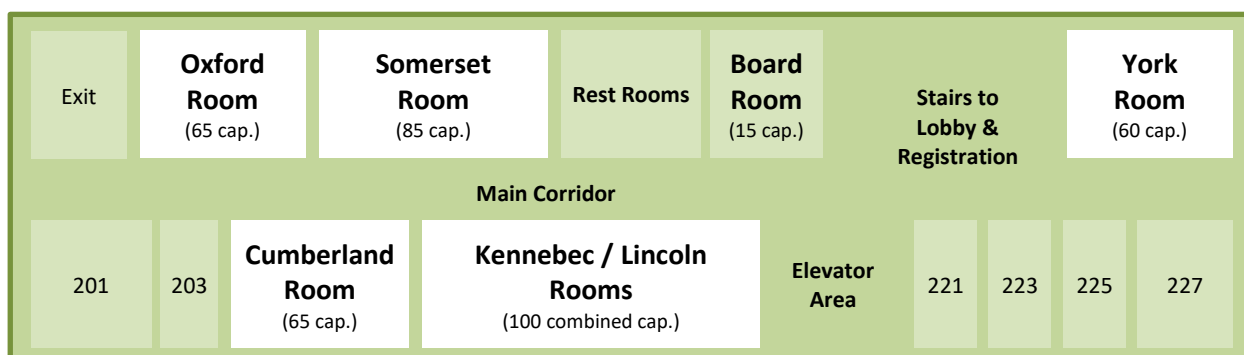 Exit
Oxford
Room
(65 cap.)
Somerset
Room
(85 cap.)
Rest Rooms
Board
Room
(15 cap.)
Stairs to
Lobby &
Registration
York
Room
(60 cap.)
Main Corridor
201
203
Cumberland
Room
(65 cap.)
Kennebec / Lincoln
Rooms
(100 combined cap.)
Elevator
Area
221
223
225
227